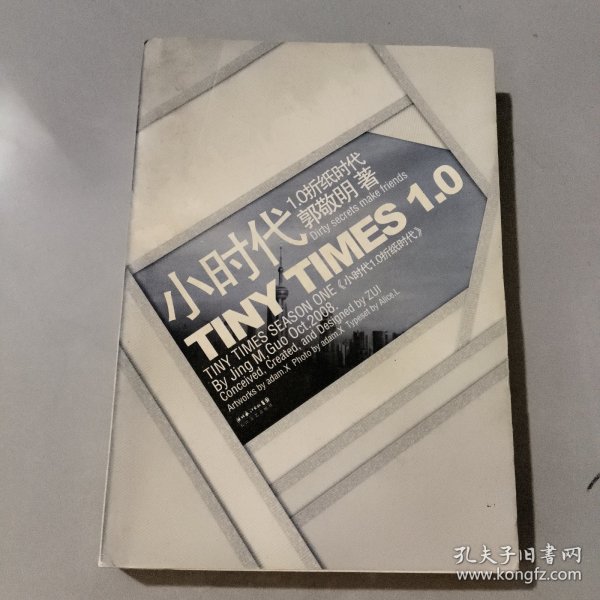 小时代
1.0折纸时代
郭敬明 著
Dirty secrets make friends
TINY TIMES 1.0
TINY TIMES SEASON ONE《小时代1.0折纸时代》
By Jing M.Guo Oct.2008.
Conceived, Created, and Designed by ZUI
Artworks by adam.X Photo by adam.X Typeset by Alice.L
孔夫子旧书网
www.kongfz.com